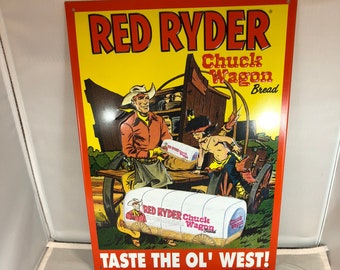 RED RYDER
Chuck
Wagon
Bread
RED RYDER Chuck
Wagon
TASTE THE OL' WEST!